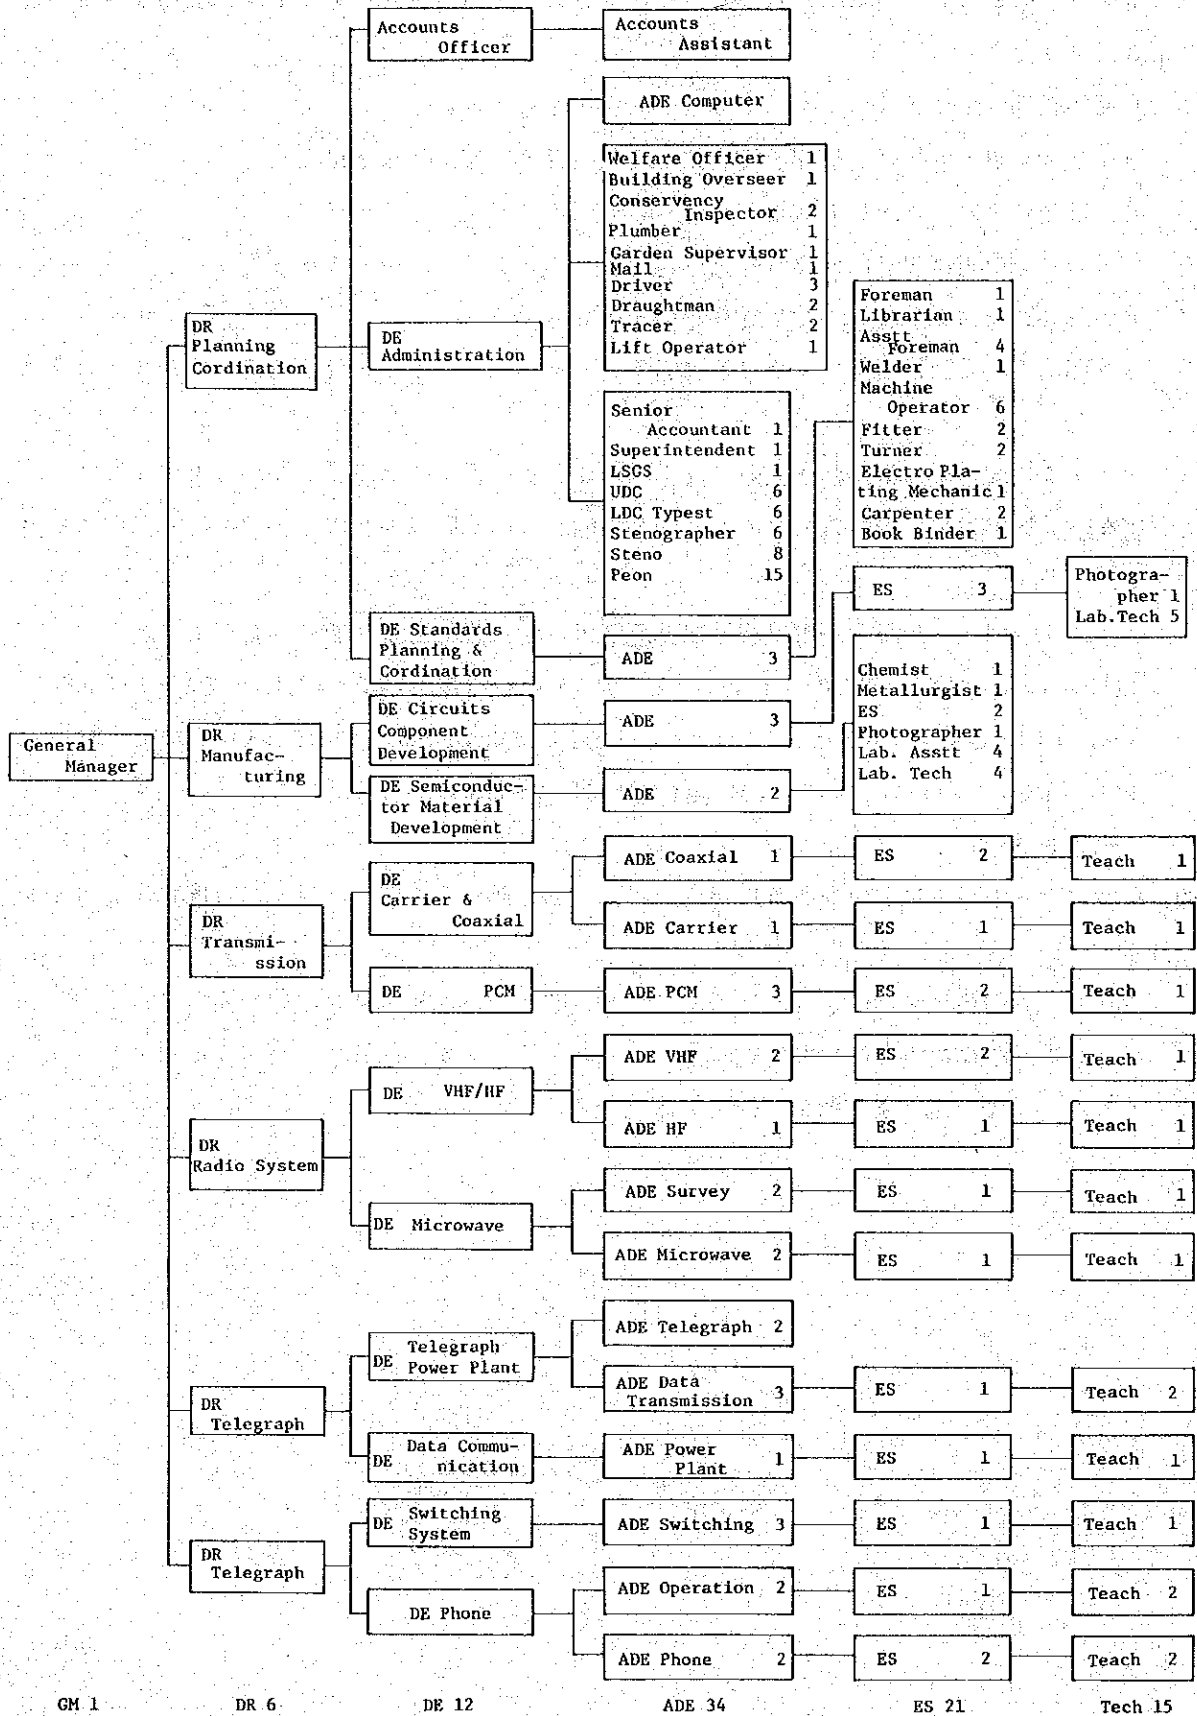 Accounts
Officer
Accounts
Assistant
ADE Computer
Welfare Officer 1
Building Overseer 1
Conservency
Inspector 2
Plumber 1
Garden Supervisor 1
Mail 1
Driver 3
Draughtman 2
Tracer 2
Lift Operator 1
DR
Planning
Cordination
DE
Administration
Senior
Accountant 1
Superintendent 1
LSGS 1
UDC 6
LDC Typest 6
Stenographer 6
Steno 8
Peon 15
Foreman 1
Librarian 1
Asstt
Foreman 4
Welder 1
Machine
Operator 6
Fitter 2
Turner 2
Electro Pla-
ting Mechanic 1
Carpenter 2
Book Binder 1
DE Standards
Planning &
Cordination
ADE 3
ES 3
Photogra-
pher 1
Lab.Tech 5
General
Manager
DR
Manufac-
turing
DE Circuits
Component
Development
ADE 3
DE Semiconduc-
tor Material
Development
ADE 2
Chemist 1
Metallurgist 1
ES 2
Photographer 1
Lab. Asstt 4
Lab. Tech 4
DR
Transmi-
ssion
DE
Carrier &
Coaxial
ADE Coaxial 1
ES 2
Teach 1
ADE Carrier 1
ES 1
Teach 1
DE PCM
ADE PCM 3
ES 2
Teach 1
DR
Radio System
DE VHF/HF
ADE VHF 2
ES 2
Teach 1
ADE HF 1
ES 1
Teach 1
DE Microwave
ADE Survey 2
ES 1
Teach 1
ADE Microwave 2
ES 1
Teach 1
DR
Telegraph
DE Telegraph
Power Plant
ADE Telegraph 2
ADE Data
Transmission 3
ES 1
Teach 2
DE Data Commu-
nication
ADE Power
Plant 1
ES 1
Teach 1
DR
Telegraph
DE Switching
System
ADE Switching 3
ES 1
Teach 1
DE Phone
ADE Operation 2
ES 1
Teach 2
ADE Phone 2
ES 2
Teach 2
GM 1 DR 6 DE 12 ADE 34 ES 21 Tech 15